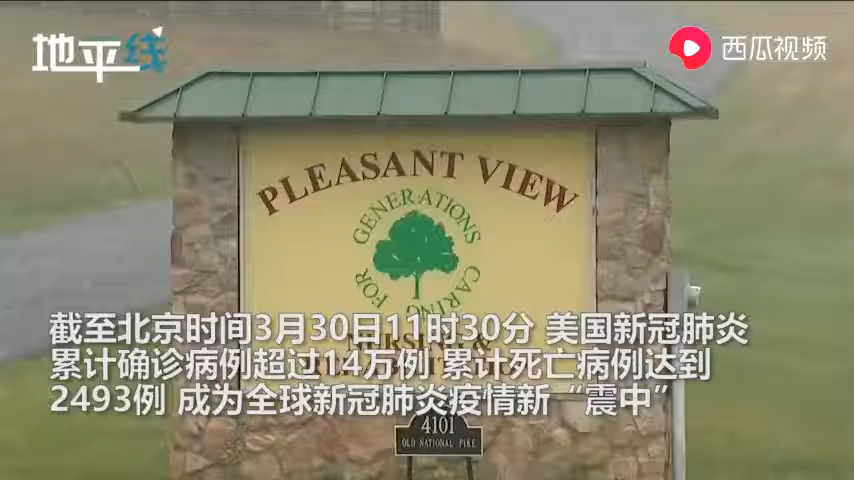 地平线
西瓜视频
PLEASANT VIEW
GENERATIONS
CARING
FOR
截至北京时间3月30日11时30分 美国新冠肺炎
累计确诊病例超过14万例 累计死亡病例达到
2493例 成为全球新冠肺炎疫情新“震中”
4101
OLD NATIONAL PIKE